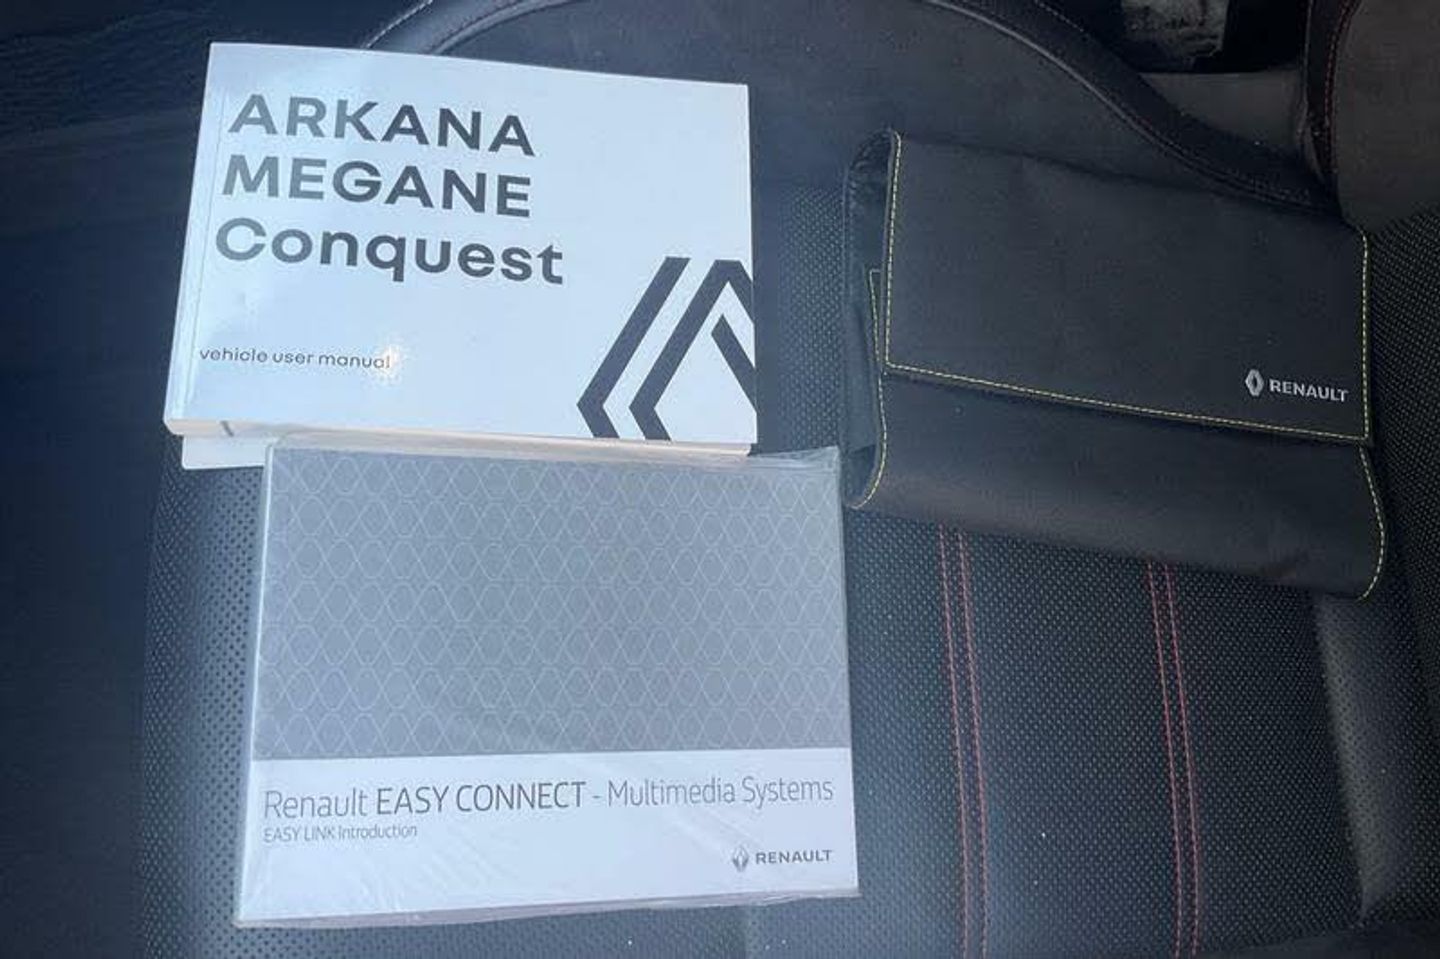 ARKANA
MEGANE
Conquest
vehicle user manual
RENAULT
Renault EASY CONNECT - Multimedia Systems
EASY LINK Introduction
RENAULT